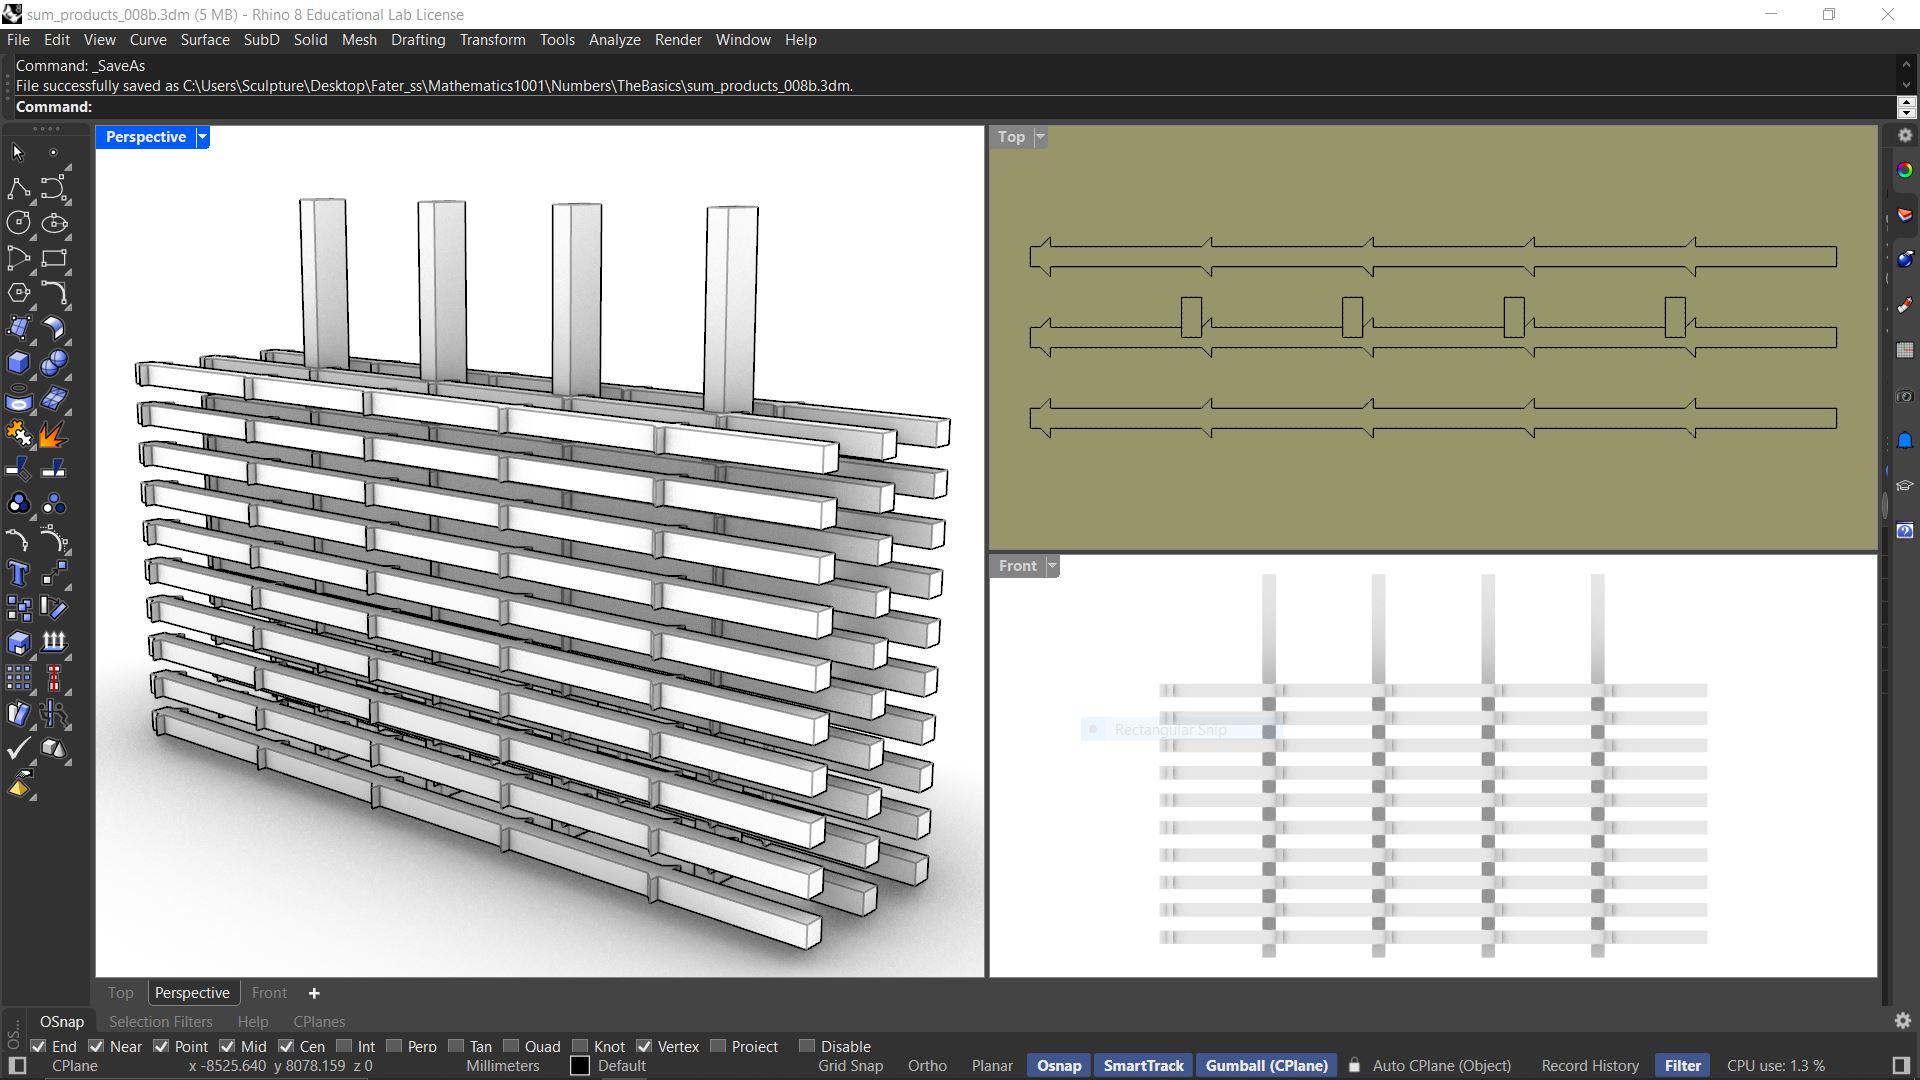 sum_products_008b.3dm (5 MB) - Rhino 8 Educational Lab License
File Edit View Curve Surface SubD Solid Mesh Drafting Transform Tools Analyze Render Window Help
Command: _SaveAs
File successfully saved as C:\Users\Sculpture\Desktop\Fater_ss\Mathematics1001\Numbers\TheBasics\sum_products_008b.3dm.
Command:
Perspective
Top
Front
Rectangular Snip
Top Perspective Front +
OS...
OSnap Selection Filters Help CPlanes
End Near Point Mid Cen Int Perp Tan Quad Knot Vertex Project Disable
CPlane x -8525.640 y 8078.159 z 0 Millimeters Default Grid Snap Ortho Planar Osnap SmartTrack Gumball (CPlane) Auto CPlane (Object) Record History Filter CPU use: 1.3 %